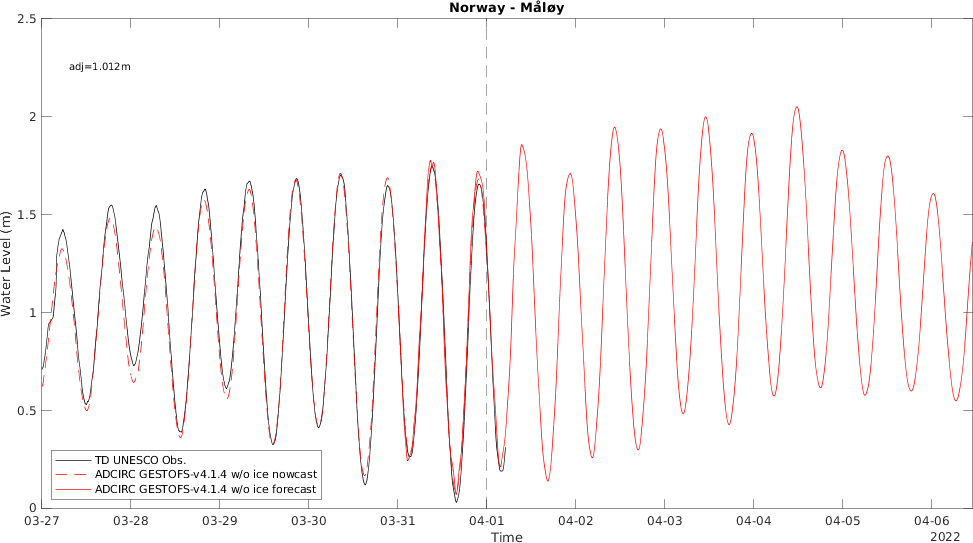 Norway - Måløy
2.5
adj=1.012m
2
1.5
Water Level (m)
1
0.5
TD UNESCO Obs.
ADCIRC GESTOFS-v4.1.4 w/o ice nowcast
ADCIRC GESTOFS-v4.1.4 w/o ice forecast
0
03-27 03-28 03-29 03-30 03-31 04-01 04-02 04-03 04-04 04-05 04-06
Time
2022